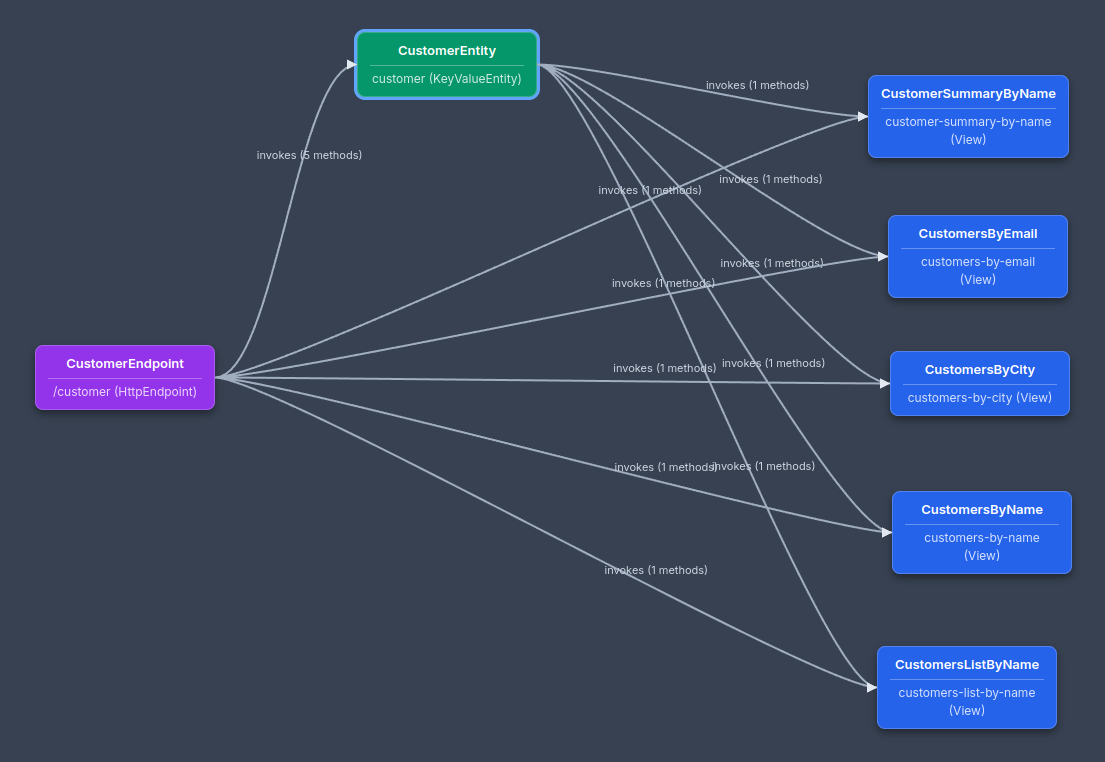 CustomerEntity
customer (KeyValueEntity)
invokes (1 methods)
CustomerSummaryByName
customer-summary-by-name
(View)
invokes (5 methods)
invokes (1 methods)
invokes (1 methods)
CustomersByEmail
customers-by-email
(View)
invokes (1 methods)
invokes (1 methods)
CustomerEndpoint
/customer (HttpEndpoint)
invokes (1 methods)
invokes (1 methods)
CustomersByCity
customers-by-city (View)
invokes (1 methods)
invokes (1 methods)
CustomersByName
customers-by-name
(View)
invokes (1 methods)
CustomersListByName
customers-list-by-name
(View)